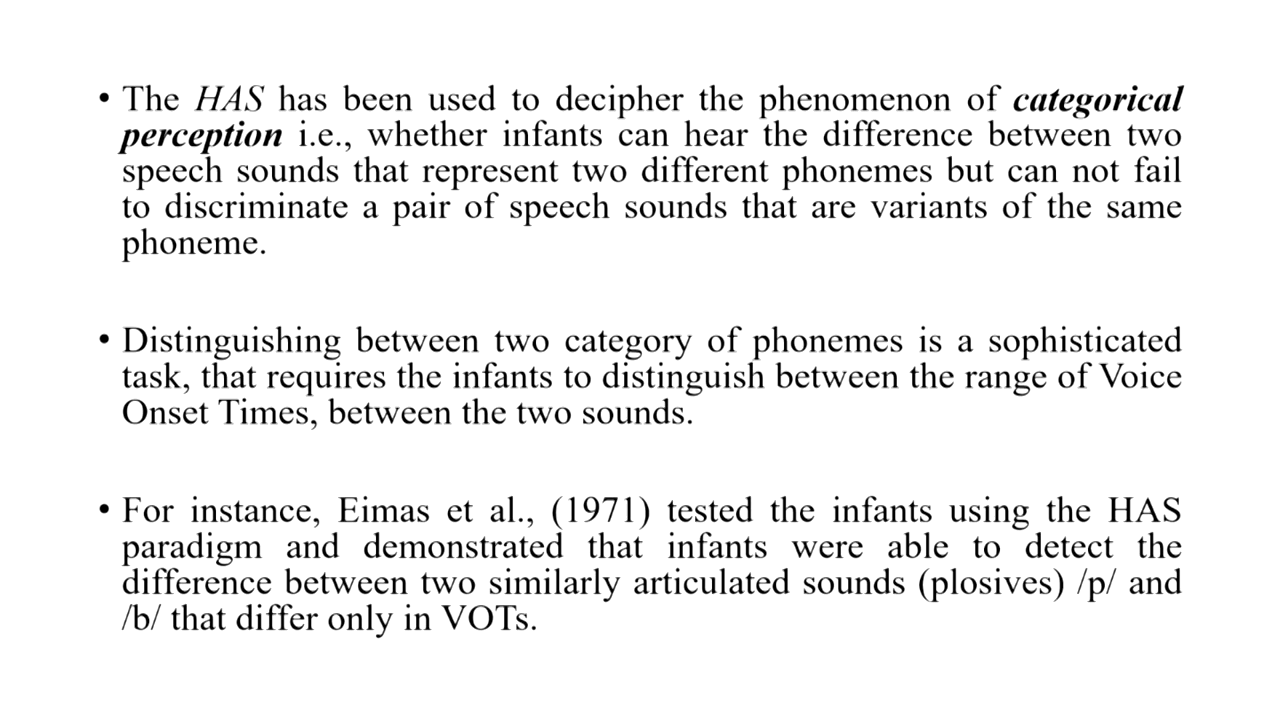 • The HAS has been used to decipher the phenomenon of categorical
perception i.e., whether infants can hear the difference between two
speech sounds that represent two different phonemes but can not fail
to discriminate a pair of speech sounds that are variants of the same
phoneme.
• Distinguishing between two category of phonemes is a sophisticated
task, that requires the infants to distinguish between the range of Voice
Onset Times, between the two sounds.
• For instance, Eimas et al., (1971) tested the infants using the HAS
paradigm and demonstrated that infants were able to detect the
difference between two similarly articulated sounds (plosives) /p/ and
/b/ that differ only in VOTs.